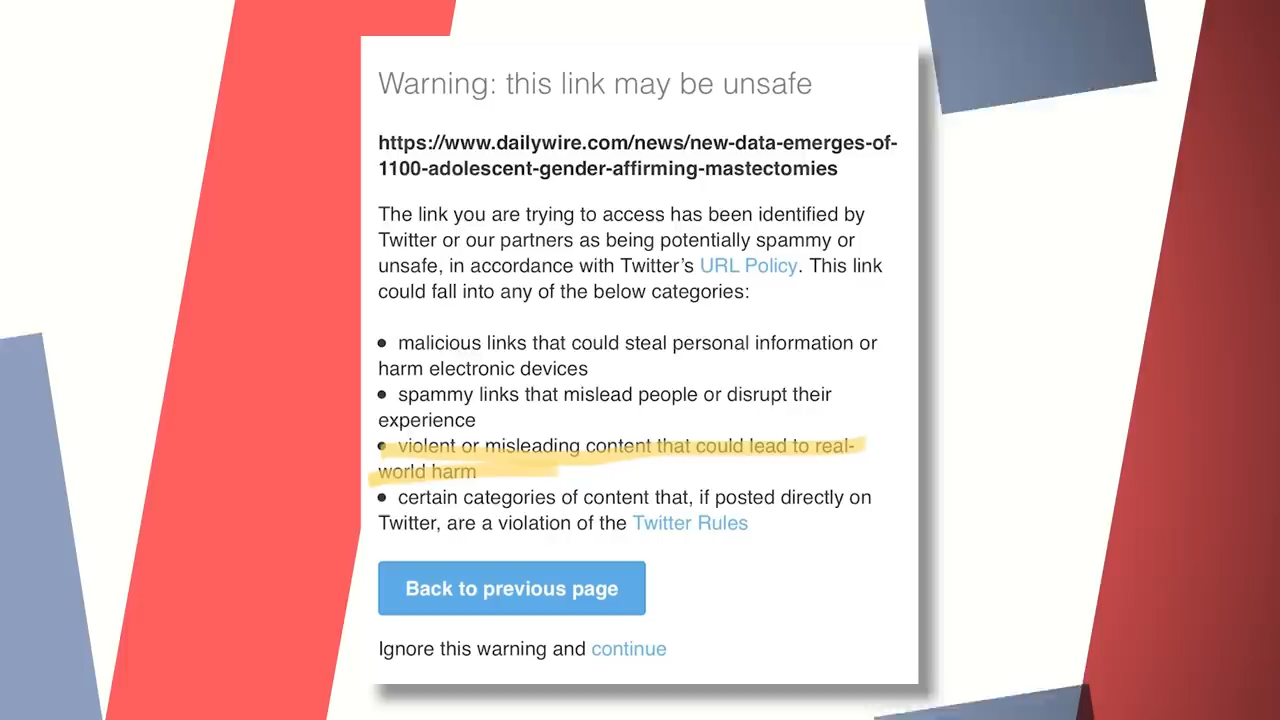 Warning: this link may be unsafe
https://www.dailywire.com/news/new-data-emerges-of-
1100-adolescent-gender-affirming-mastectomies
The link you are trying to access has been identified by
Twitter or our partners as being potentially spammy or
unsafe, in accordance with Twitter's URL Policy. This link
could fall into any of the below categories:
• malicious links that could steal personal information or
harm electronic devices
• spammy links that mislead people or disrupt their
experience
• violent or misleading content that could lead to real-
world harm
• certain categories of content that, if posted directly on
Twitter, are a violation of the Twitter Rules
Back to previous page
Ignore this warning and continue